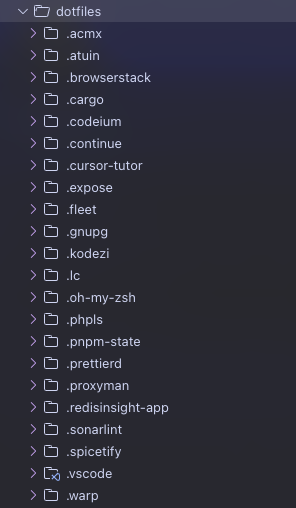 dotfiles
.acmx
.atuin
.browserstack
.cargo
.codeium
.continue
.cursor-tutor
.expose
.fleet
.gnupg
.kodezi
.lc
.oh-my-zsh
.phpls
.pnpm-state
.prettierd
.proxyman
.redisinsight-app
.sonarlint
.spicetify
.vscode
.warp